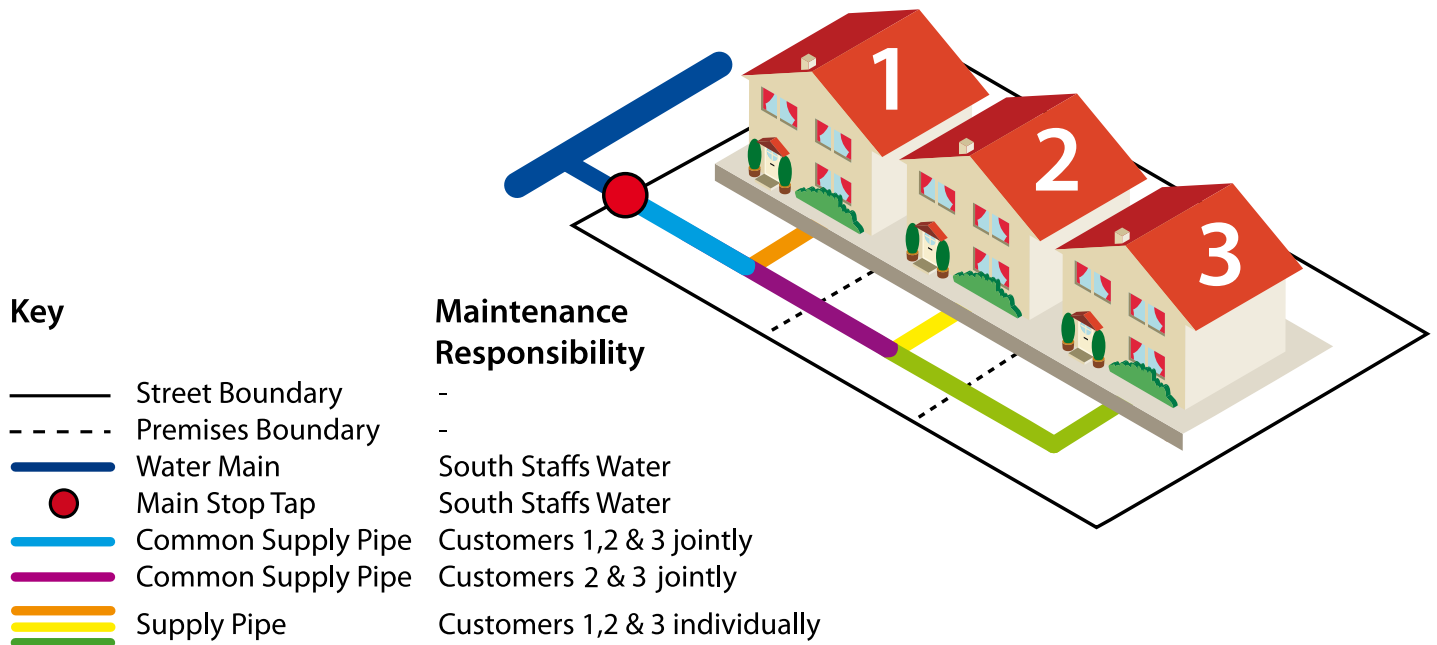 1
2
3
Key
Maintenance
Responsibility
Street Boundary -
Premises Boundary -
Water Main South Staffs Water
Main Stop Tap South Staffs Water
Common Supply Pipe Customers 1,2 & 3 jointly
Common Supply Pipe Customers 2 & 3 jointly
Supply Pipe Customers 1,2 & 3 individually